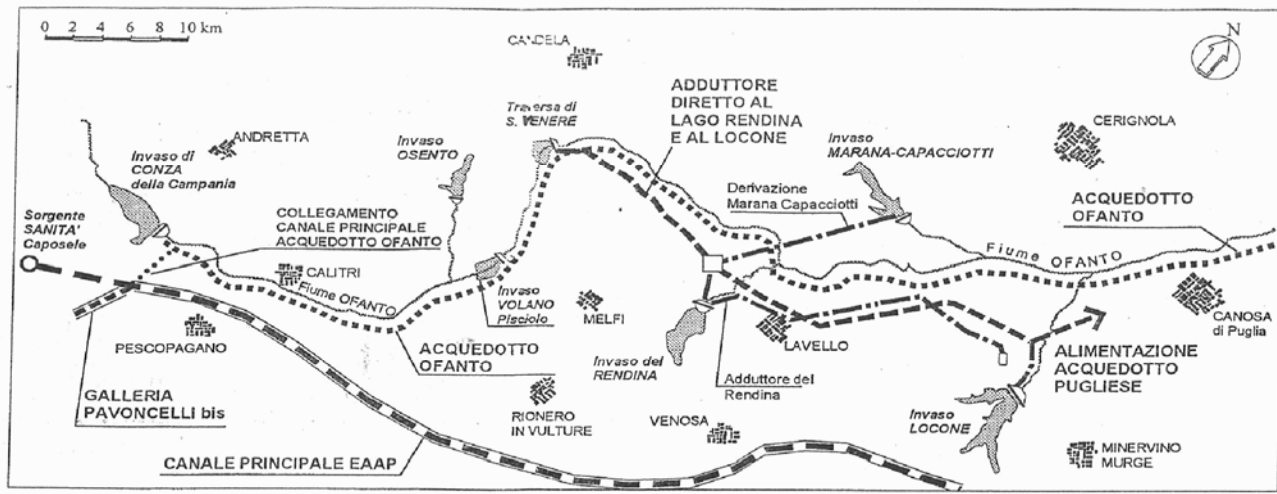 0 2 4 6 8 10 km
N
CANDELA
ADDUTTORE
DIRETTO AL
LAGO RENDINA
E AL LOCONE
Traversa di
S. VENERE
ANDRETTA
Invaso
OSENTO
Invaso di
CONZA
della Campania
Invaso
MARANA-CAPACCIOTTI
CERIGNOLA
Derivazione
Marana Capacciotti
ACQUEDOTTO
OFANTO
Sorgente
SANITA'
Caposele
COLLEGAMENTO
CANALE PRINCIPALE
ACQUEDOTTO OFANTO
Fiume OFANTO
CALITRI
Fiume OFANTO
Invaso
VOLANO
Pisciolo
MELFI
CANOSA
di Puglia
PESCOPAGANO
ACQUEDOTTO
OFANTO
Invaso del
RENDINA
LAVELLO
ALIMENTAZIONE
ACQUEDOTTO
PUGLIESE
GALLERIA
PAVONCELLI bis
Adduttore del
Rendina
RIONERO
IN VULTURE
VENOSA
Invaso
LOCONE
MINERVINO
MURGE
CANALE PRINCIPALE EAAP